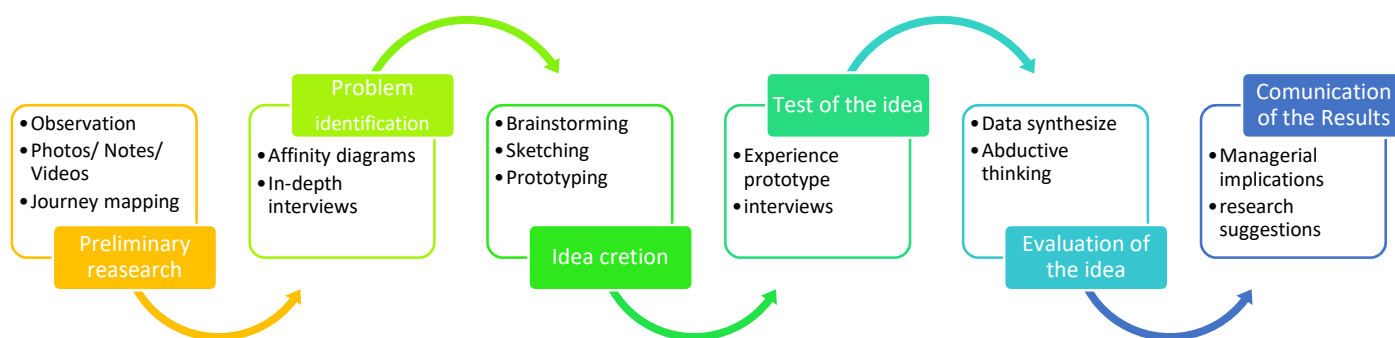 • Observation
• Photos/ Notes/
Videos
• Journey mapping
Preliminary
reasearch
Problem
identification
• Affinity diagrams
• In-depth
interviews
• Brainstorming
• Sketching
• Prototyping
Idea cretion
Test of the idea
• Experience
prototype
• interviews
• Data synthesize
• Abductive
thinking
Evaluation of
the idea
Comunication
of the Results
• Managerial
implications
• research
suggestions